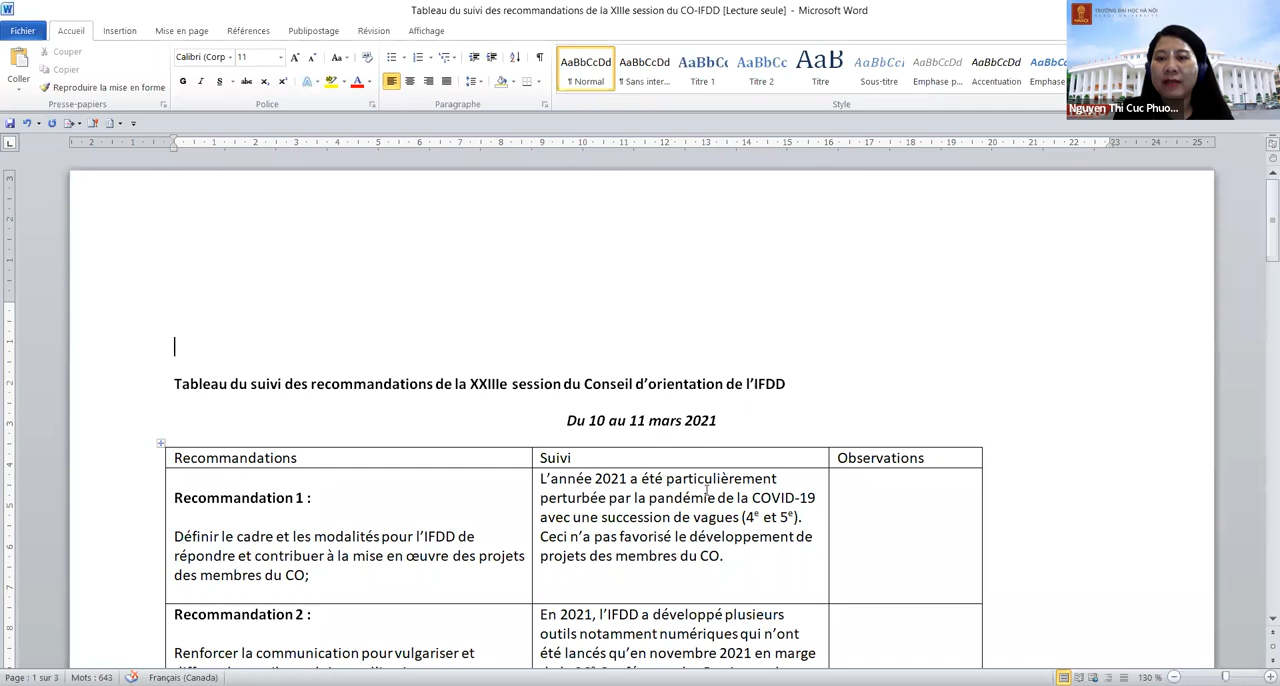 Tableau du suivi des recommandations de la XIIIe session du CO-IFDD [Lecture seule] - Microsoft Word
Fichier Accueil Insertion Mise en page Références Publipostage Révision Affichage
Coller
Couper
Copier
Reproduire la mise en forme
Presse-papiers
Calibri (Corp 11
Police
Paragraphe
AaBbCcDd AaBbCcDd AaBbCc AaBbCc AaB AaBbCcI AaBbCcDd AaBbCcDd
¶ Normal ¶ Sans inter... Titre 1 Titre 2 Titre Sous-titre Emphase p... Accentuation Emphase
Style
TRƯỜNG ĐẠI HỌC HÀ NỘI
HANOI UNIVERSITY
Nguyen Thi Cuc Phuo...
Tableau du suivi des recommandations de la XXIIIe session du Conseil d’orientation de l’IFDD
Du 10 au 11 mars 2021
Recommandations Suivi Observations
Recommandation 1 :
Définir le cadre et les modalités pour l’IFDD de
répondre et contribuer à la mise en œuvre des projets
des membres du CO;
L’année 2021 a été particulièrement
perturbée par la pandémie de la COVID-19
avec une succession de vagues (4e et 5e).
Ceci n’a pas favorisé le développement de
projets des membres du CO.
Recommandation 2 :
Renforcer la communication pour vulgariser et
En 2021, l’IFDD a développé plusieurs
outils notamment numériques qui n’ont
été lancés qu’en novembre 2021 en marge
Page : 1 sur 3 Mots : 643 Français (Canada) 130 %